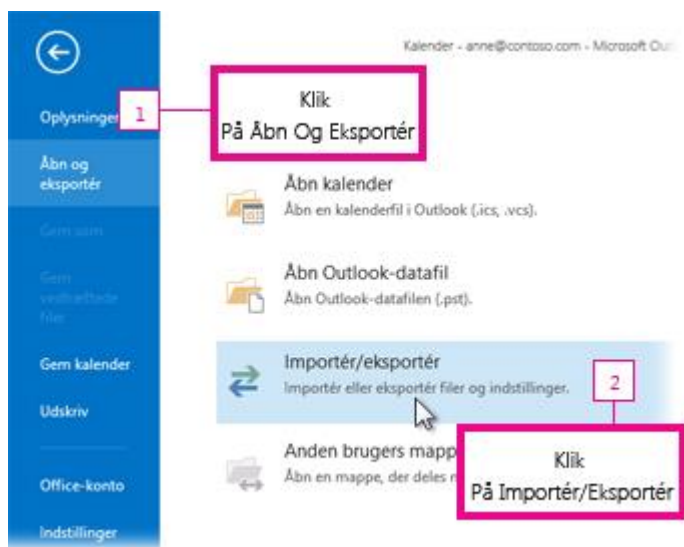 Kalender - anne@contoso.com - Microsoft Out
Oplysninger
1
Klik
På Åbn Og Eksportér
Åbn og
eksportér
Gem som
Gem
vedhæftede
filer
Gem kalender
Udskriv
Office-konto
Indstillinger
Åbn kalender
Åbn en kalenderfil i Outlook (.ics, .vcs).
Åbn Outlook-datafil
Åbn Outlook-datafilen (.pst).
Importér/eksportér
Importér eller eksportér filer og indstillinger.
2
Anden brugers mapp
Åbn en mappe, der deles
Klik
På Importér/Eksportér